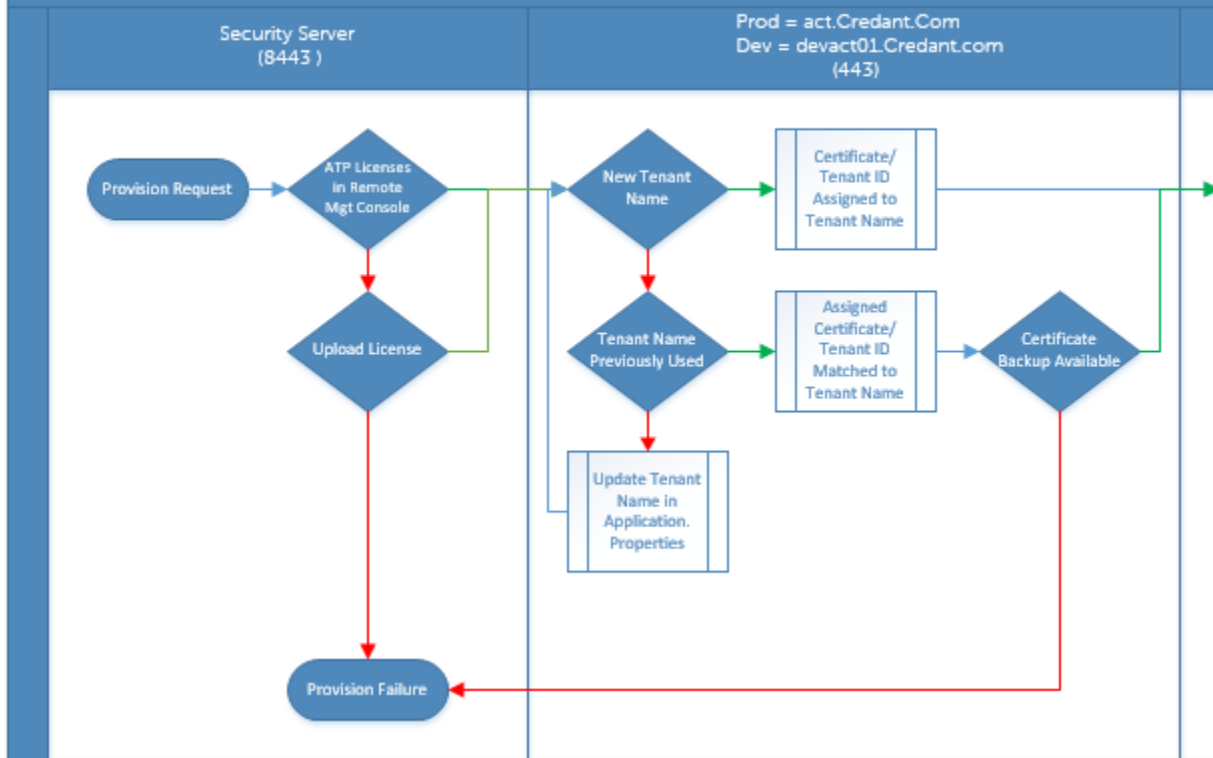 Security Server
(8443 )
Prod = act.Credant.Com
Dev = devact01.Credant.com
(443)
Provision Request
ATP Licenses
in Remote
Mgt Console
New Tenant
Name
Certificate/
Tenant ID
Assigned to
Tenant Name
Upload License
Tenant Name
Previously Used
Assigned
Certificate/
Tenant ID
Matched to
Tenant Name
Certificate
Backup Available
Update Tenant
Name in
Application.
Properties
Provision Failure